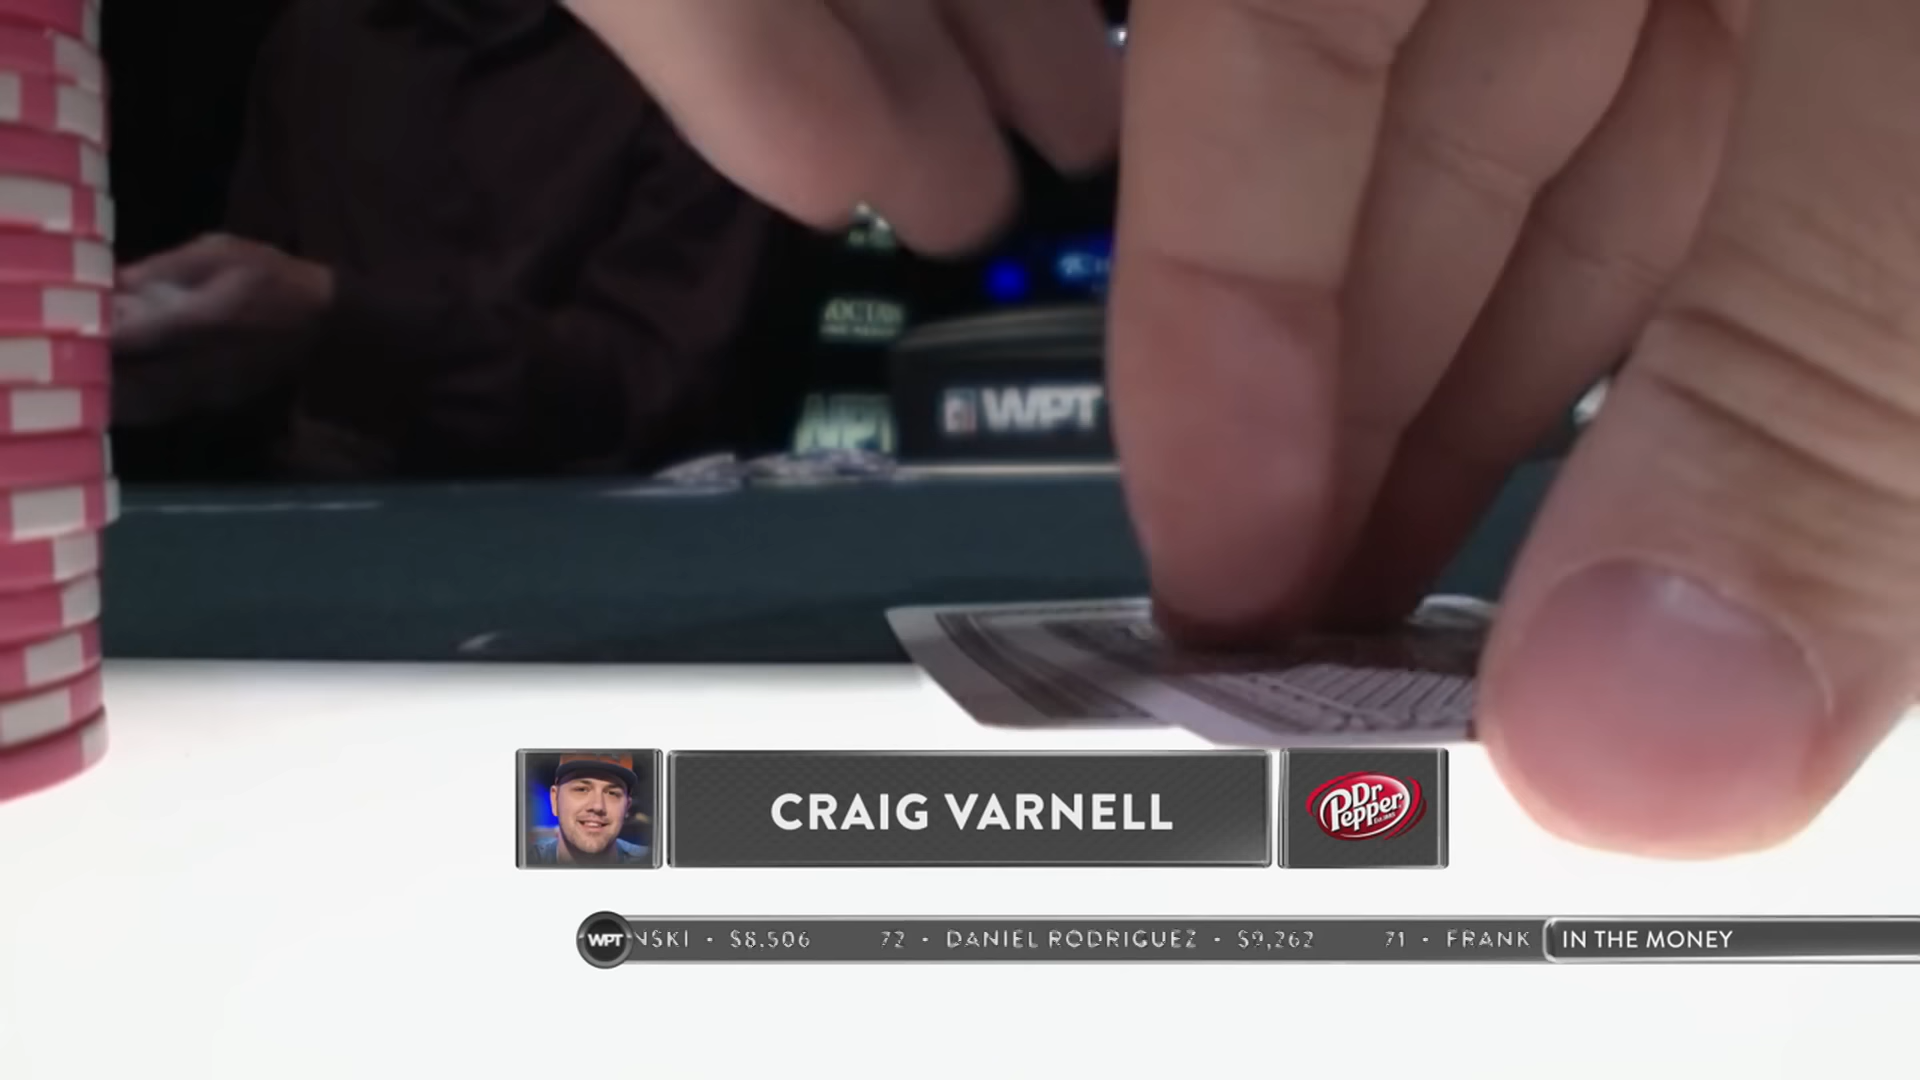 WPT
WPT
CRAIG VARNELL
Dr Pepper
WPT NSKI · $8,506 72 · DANIEL RODRIGUEZ · $9,262 71 · FRANK IN THE MONEY